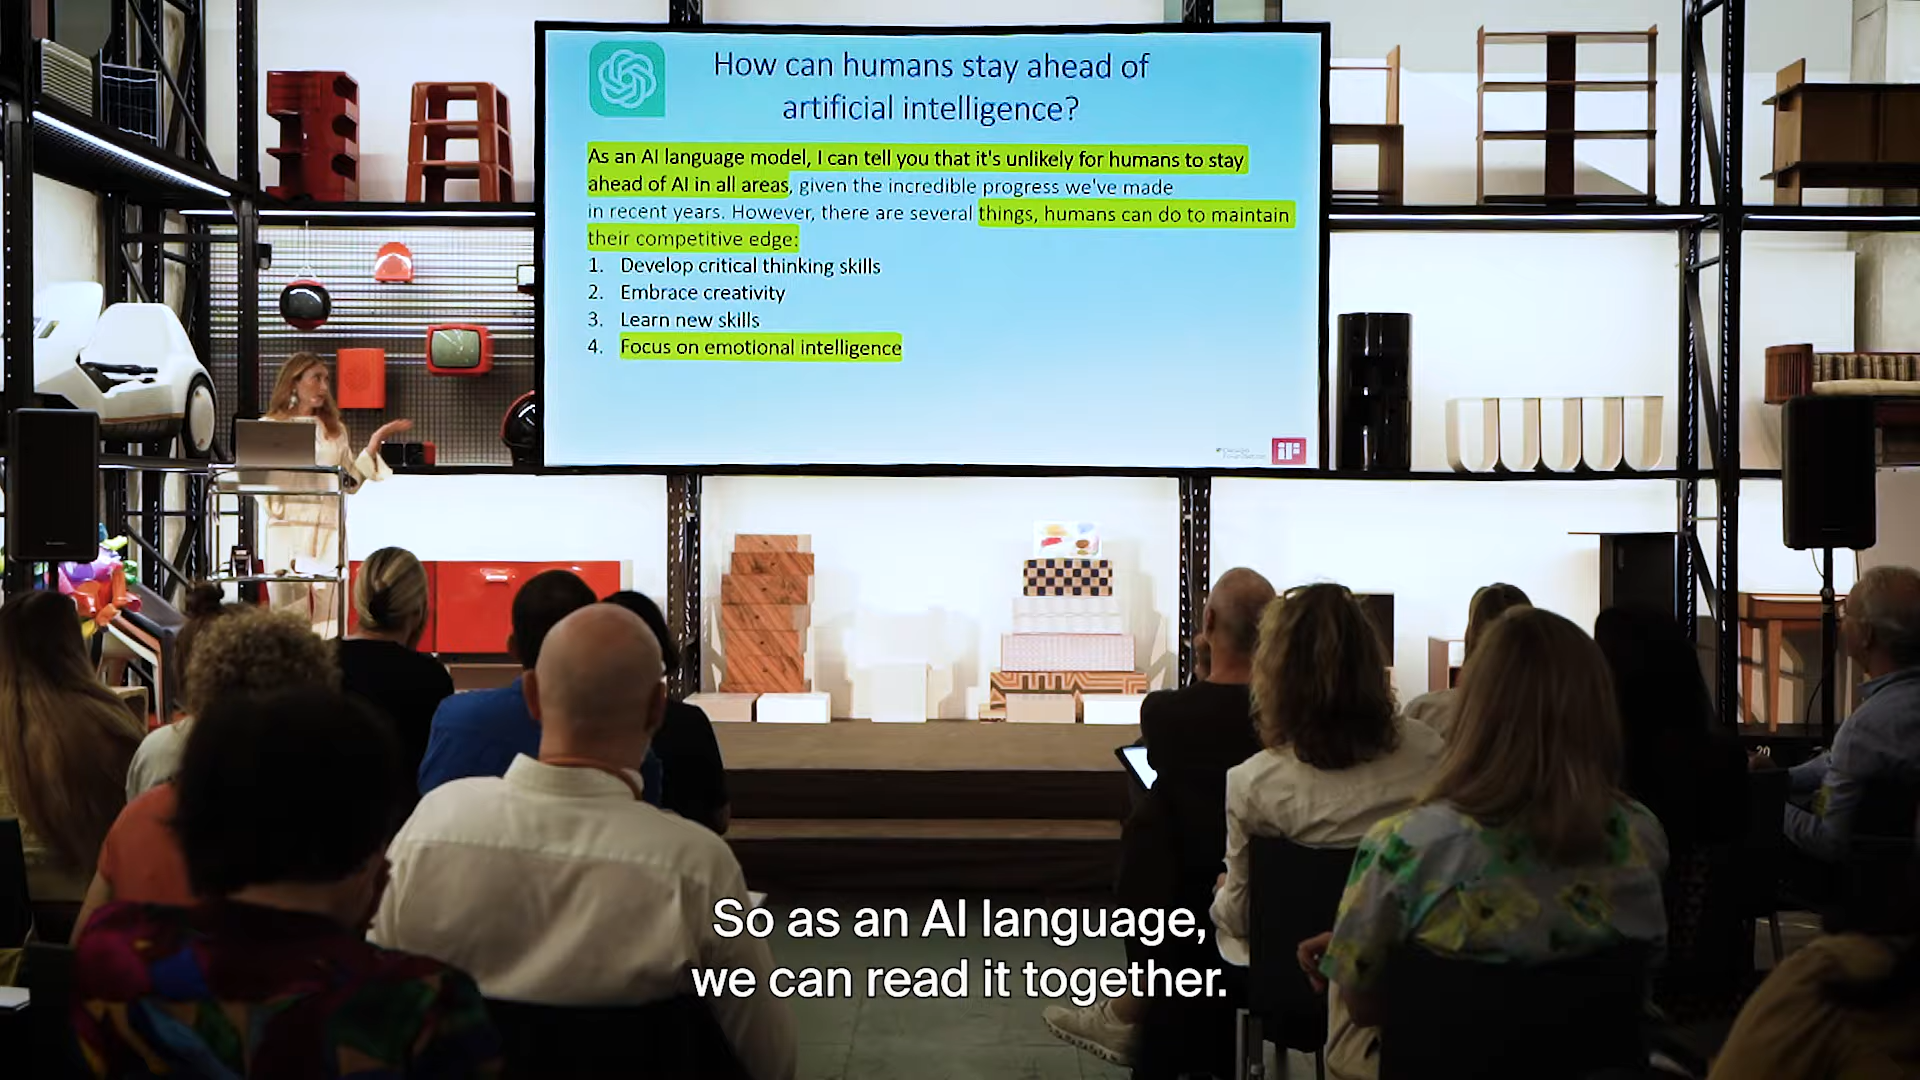 How can humans stay ahead of
artificial intelligence?
As an AI language model, I can tell you that it's unlikely for humans to stay
ahead of AI in all areas, given the incredible progress we've made
in recent years. However, there are several things, humans can do to maintain
their competitive edge:
1. Develop critical thinking skills
2. Embrace creativity
3. Learn new skills
4. Focus on emotional intelligence
So as an AI language,
we can read it together.